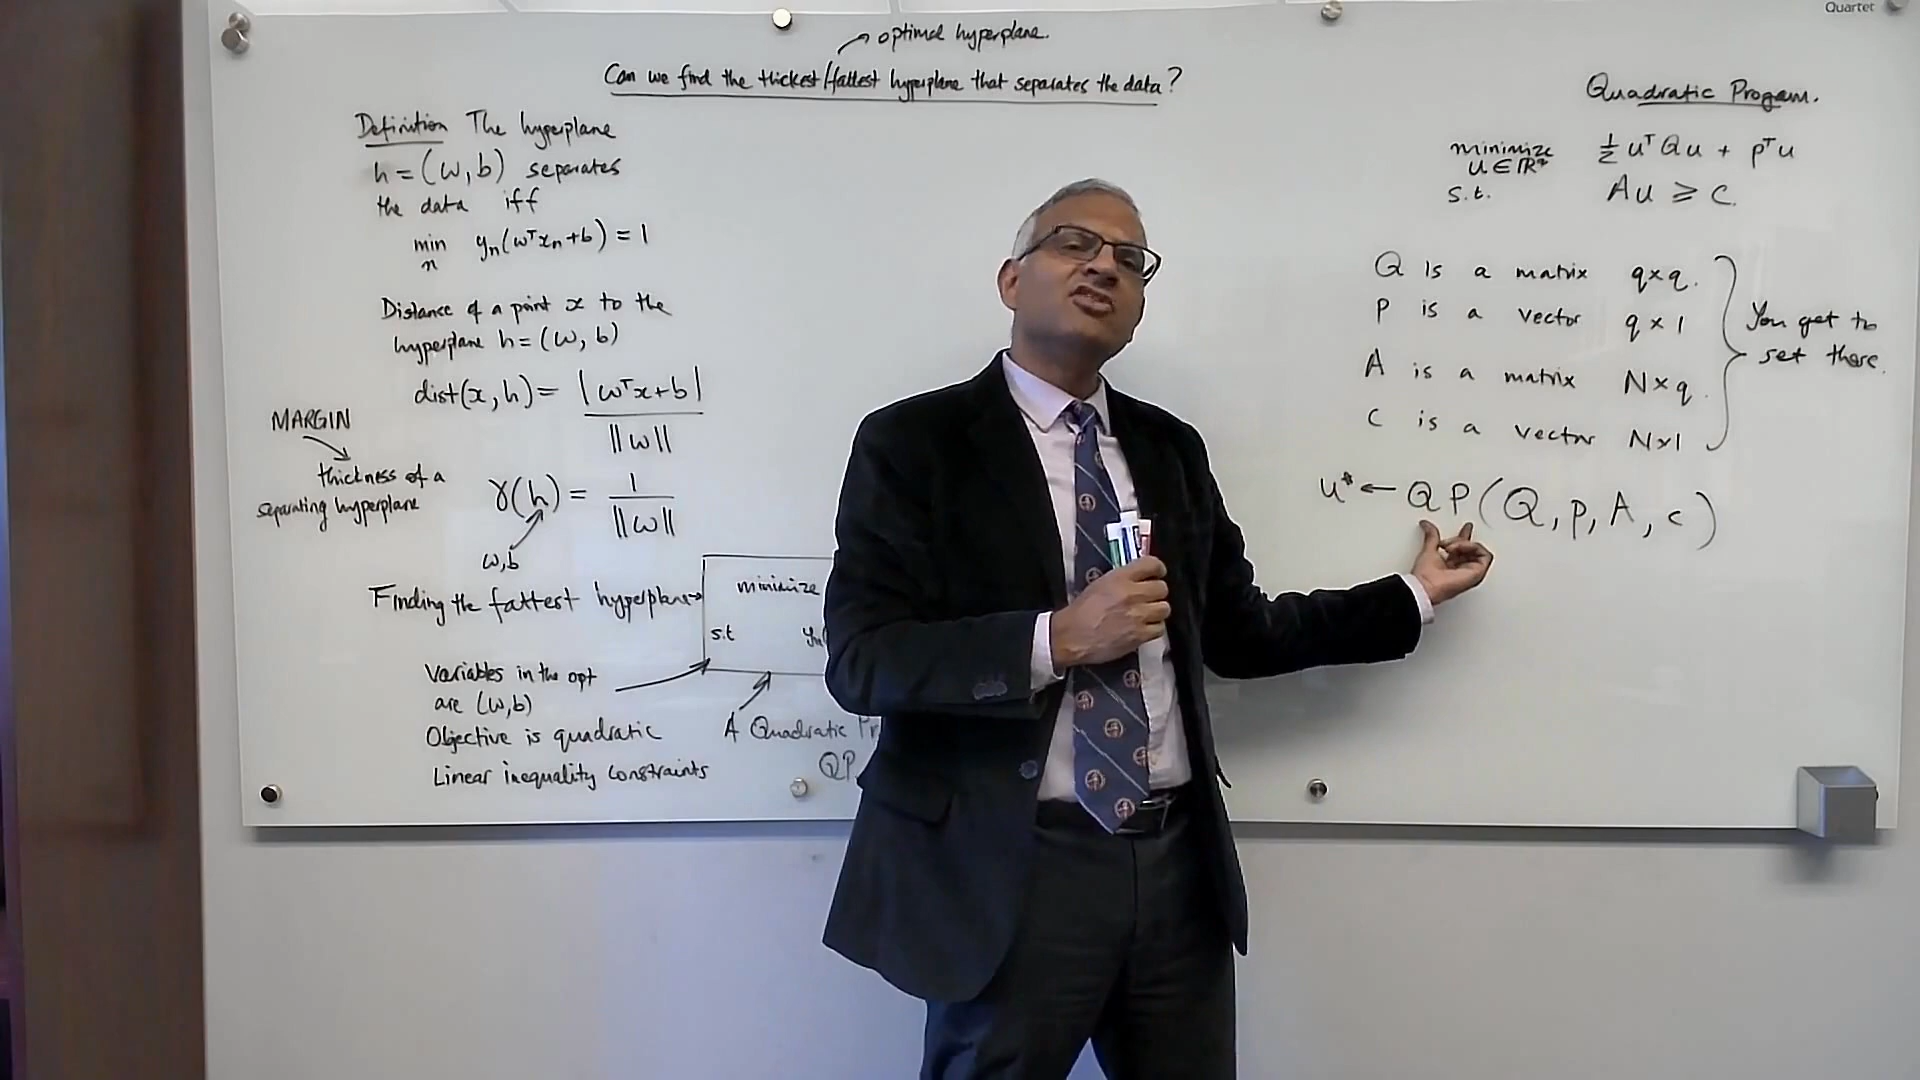 Quartet
optimal hyperplane.
Can we find the thickest/fattest hyperplane that separates the data?
Definition The hyperplane
h = (w, b) separates
the data iff
min yₙ(wᵀxₙ+b) = 1
n
Distance of a point x to the
hyperplane h = (w, b)
dist(x, h) = |wᵀx+b|
||w||
MARGIN
thickness of a
separating hyperplane
γ(h) = 1
||w||
w,b
Finding the fattest hyperplane→
minimize
s.t
yₙ(
Variables in the opt
are (w,b)
Objective is quadratic
Linear inequality constraints
A Quadratic Pr
QP
Quadratic Progam.
minimize ½ uᵀQu + pᵀu
u ∈ ℝ^q
s.t. Au ≥ c.
Q is a matrix q×q.
P is a vector q×1
A is a matrix N×q
C is a vector N×1
You get to
set these.
u* ← QP(Q, p, A, c)